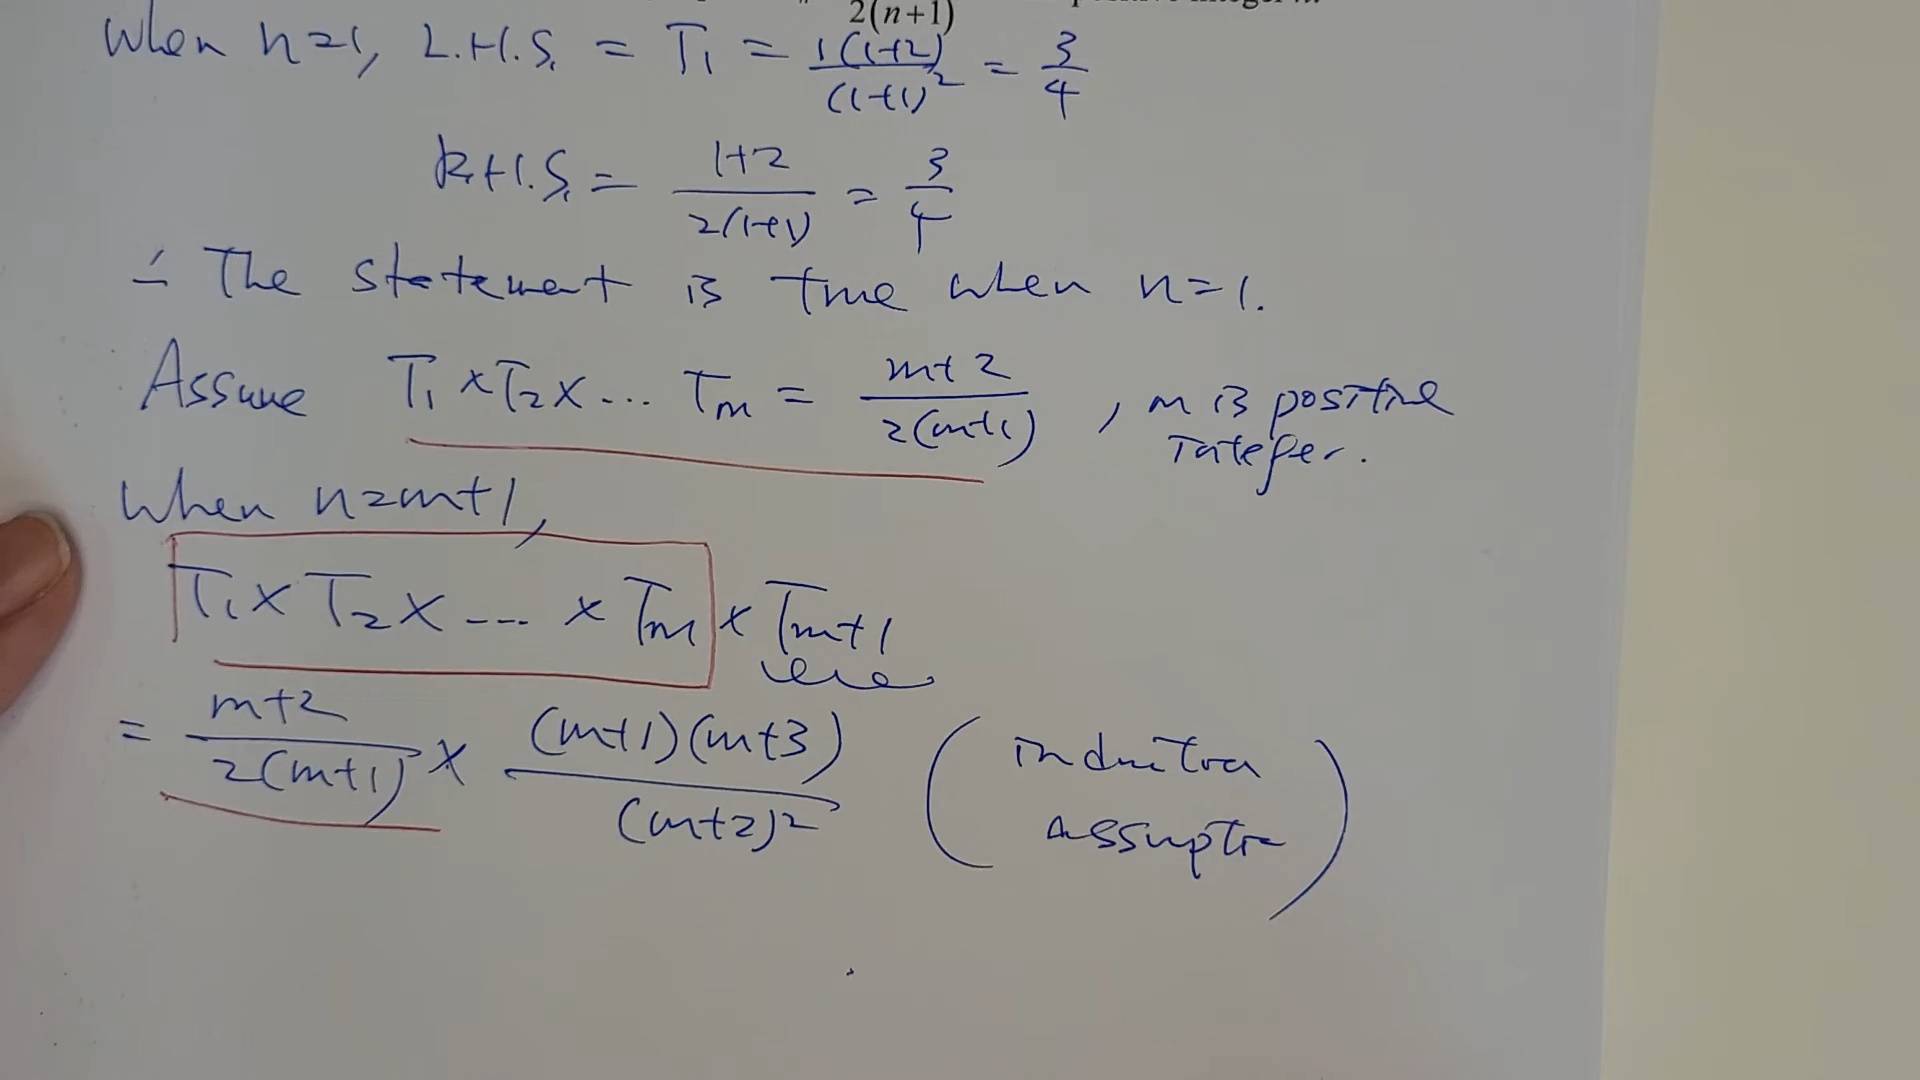 2(n+1)
When n=1, L.H.S. = T₁ = 1(1+2)/(1+1)² = 3/4
R.H.S. = 1+2/2(1+1) = 3/4
∴ The statement is true when n=1.
Assume T₁ × T₂ × ... Tm = m+2/2(m+1) , m is positive
integer.
When n=m+1,
T₁ × T₂ × --- × Tm × Tm+1
= m+2/2(m+1) × (m+1)(m+3)/(m+2)² (
assumptn )